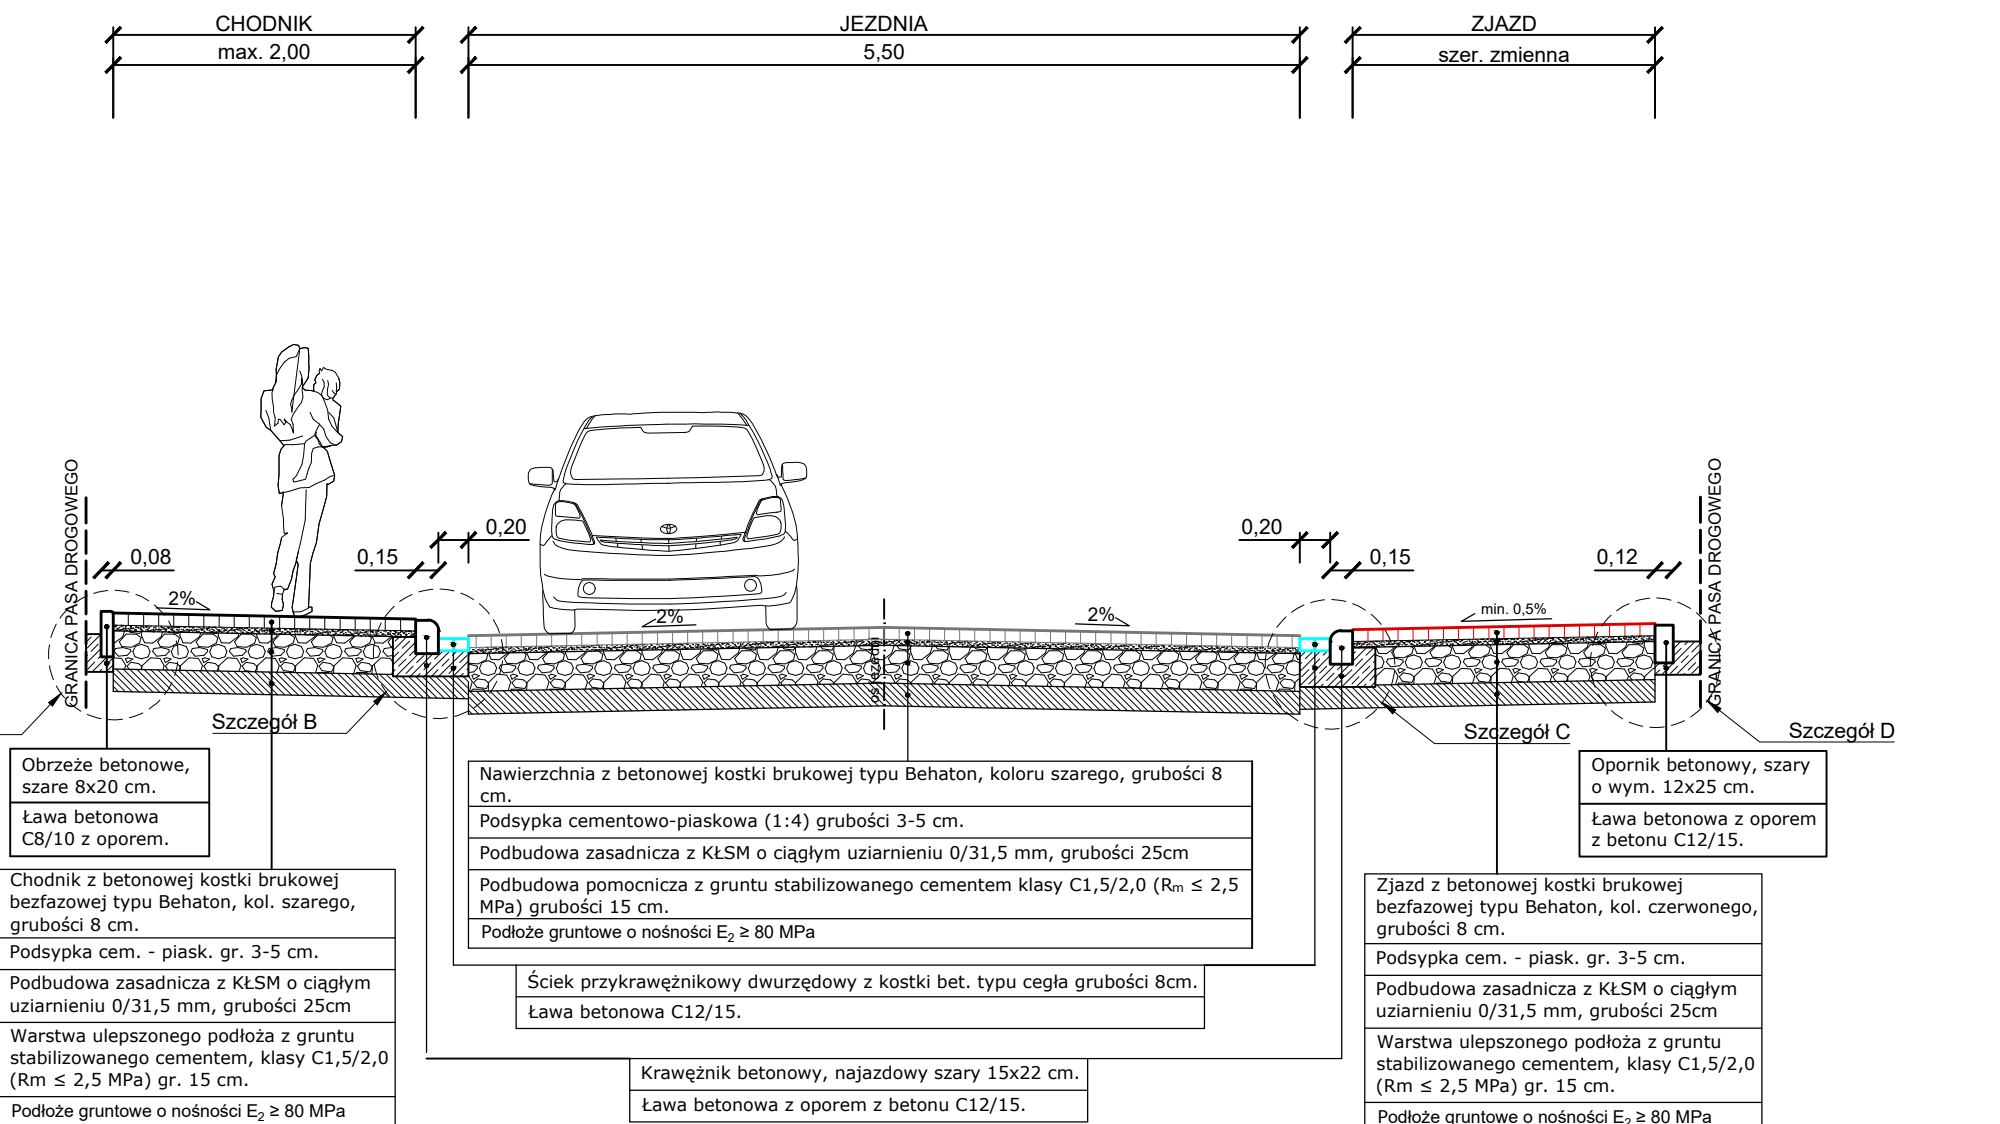 CHODNIK
max. 2,00
JEZDNIA
5,50
ZJAZD
szer. zmienna
GRANICA PASA DROGOWEGO
0,08
0,15
0,20
0,20
0,15
0,12
GRANICA PASA DROGOWEGO
2%
2%
2%
min. 0,5%
oś jezdni
Szczegół B
Szczegół C
Szczegół D
Obrzeże betonowe,
szare 8x20 cm.
Ława betonowa
C8/10 z oporem.
Chodnik z betonowej kostki brukowej
bezfazowej typu Behaton, kol. szarego,
grubości 8 cm.
Podsypka cem. - piask. gr. 3-5 cm.
Podbudowa zasadnicza z KŁSM o ciągłym
uziarnieniu 0/31,5 mm, grubości 25cm
Warstwa ulepszonego podłoża z gruntu
stabilizowanego cementem, klasy C1,5/2,0
(Rm ≤ 2,5 MPa) gr. 15 cm.
Podłoże gruntowe o nośności E₂ ≥ 80 MPa
Nawierzchnia z betonowej kostki brukowej typu Behaton, koloru szarego, grubości 8
cm.
Podsypka cementowo-piaskowa (1:4) grubości 3-5 cm.
Podbudowa zasadnicza z KŁSM o ciągłym uziarnieniu 0/31,5 mm, grubości 25cm
Podbudowa pomocnicza z gruntu stabilizowanego cementem klasy C1,5/2,0 (Rₘ ≤ 2,5
MPa) grubości 15 cm.
Podłoże gruntowe o nośności E₂ ≥ 80 MPa
Ściek przykrawężnikowy dwurzędowy z kostki bet. typu cegła grubości 8cm.
Ława betonowa C12/15.
Krawężnik betonowy, najazdowy szary 15x22 cm.
Ława betonowa z oporem z betonu C12/15.
Opornik betonowy, szary
o wym. 12x25 cm.
Ława betonowa z oporem
z betonu C12/15.
Zjazd z betonowej kostki brukowej
bezfazowej typu Behaton, kol. czerwonego,
grubości 8 cm.
Podsypka cem. - piask. gr. 3-5 cm.
Podbudowa zasadnicza z KŁSM o ciągłym
uziarnieniu 0/31,5 mm, grubości 25cm
Warstwa ulepszonego podłoża z gruntu
stabilizowanego cementem, klasy C1,5/2,0
(Rm ≤ 2,5 MPa) gr. 15 cm.
Podłoże gruntowe o nośności E₂ ≥ 80 MPa